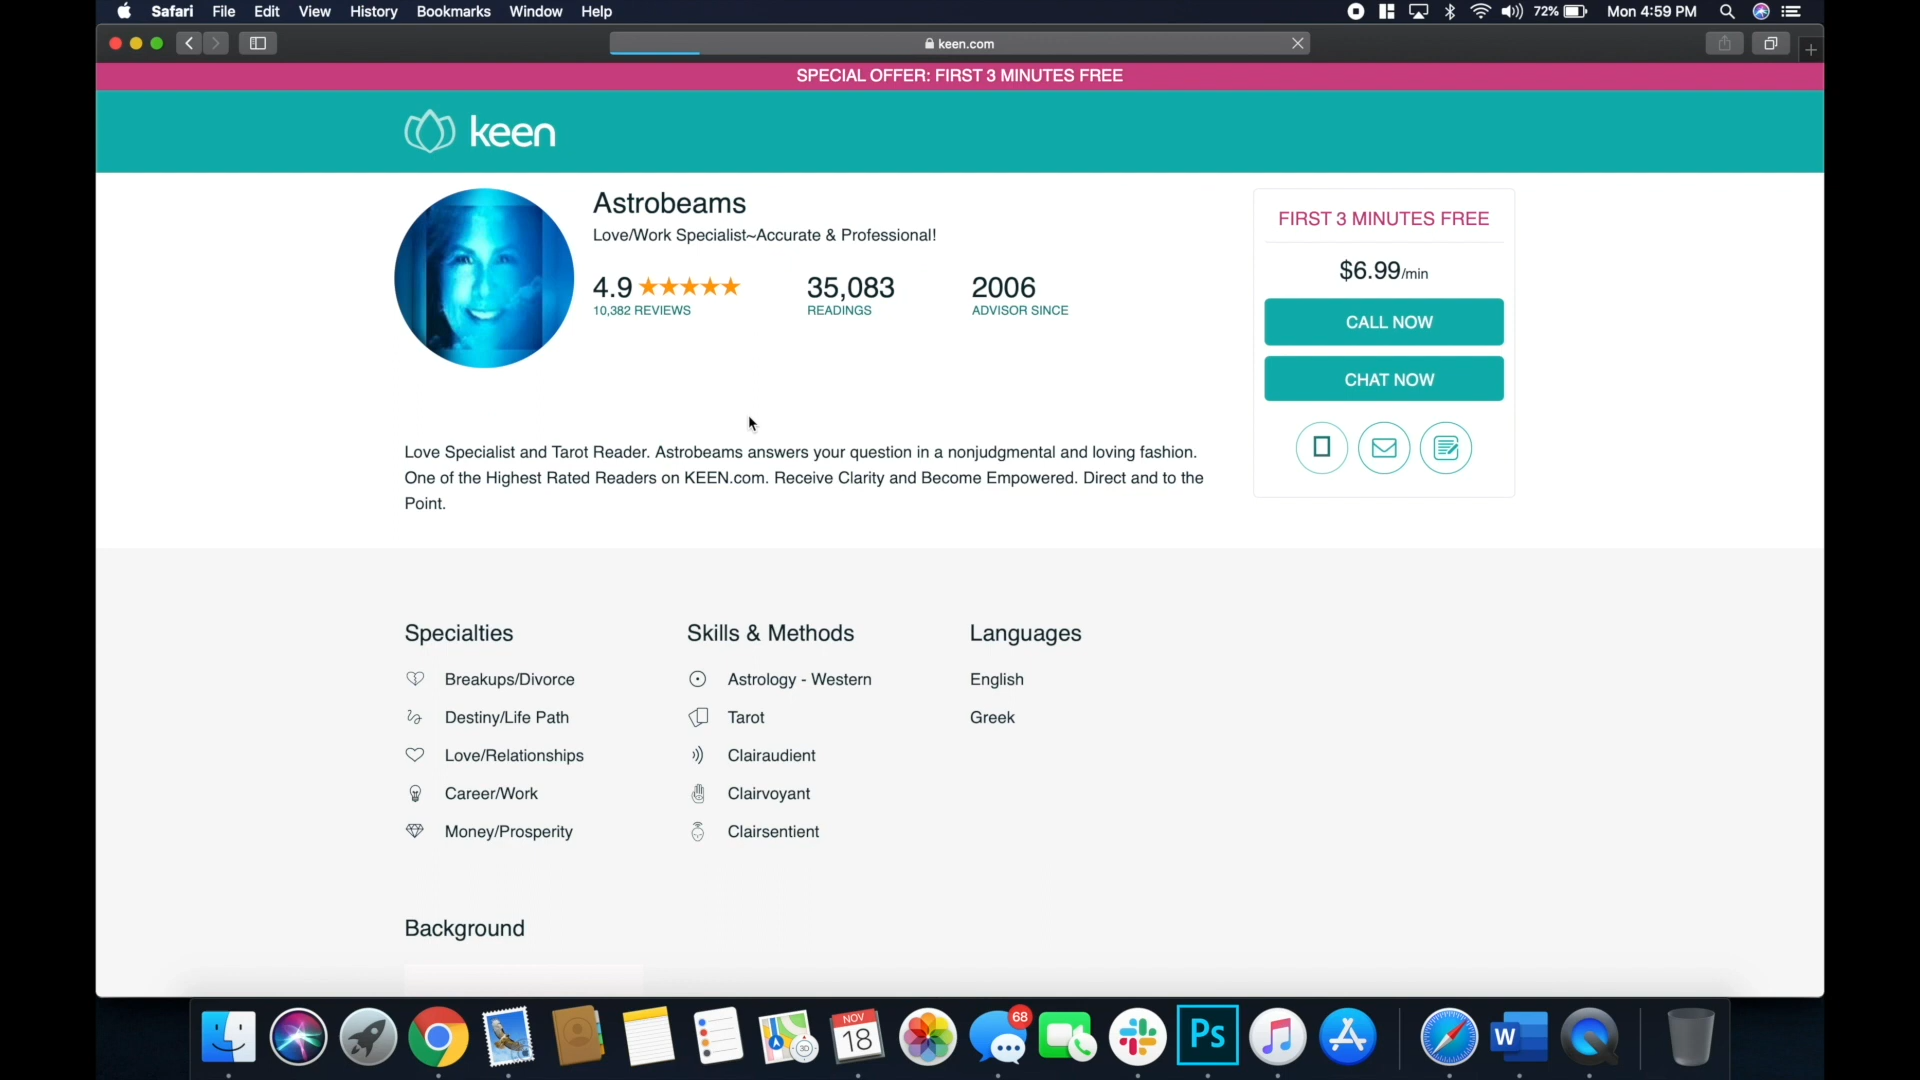 Safari File Edit View History Bookmarks Window Help 72% Mon 4:59 PM
keen.com
SPECIAL OFFER: FIRST 3 MINUTES FREE
keen
Astrobeams
Love/Work Specialist~Accurate & Professional!
4.9 35,083 2006
10,382 REVIEWS READINGS ADVISOR SINCE
FIRST 3 MINUTES FREE
$6.99/min
CALL NOW
CHAT NOW
Love Specialist and Tarot Reader. Astrobeams answers your question in a nonjudgmental and loving fashion.
One of the Highest Rated Readers on KEEN.com. Receive Clarity and Become Empowered. Direct and to the
Point.
Specialties
Breakups/Divorce
Destiny/Life Path
Love/Relationships
Career/Work
Money/Prosperity
Skills & Methods
Astrology - Western
Tarot
Clairaudient
Clairvoyant
Clairsentient
Languages
English
Greek
Background
NOV
18
3D
68
Ps
W